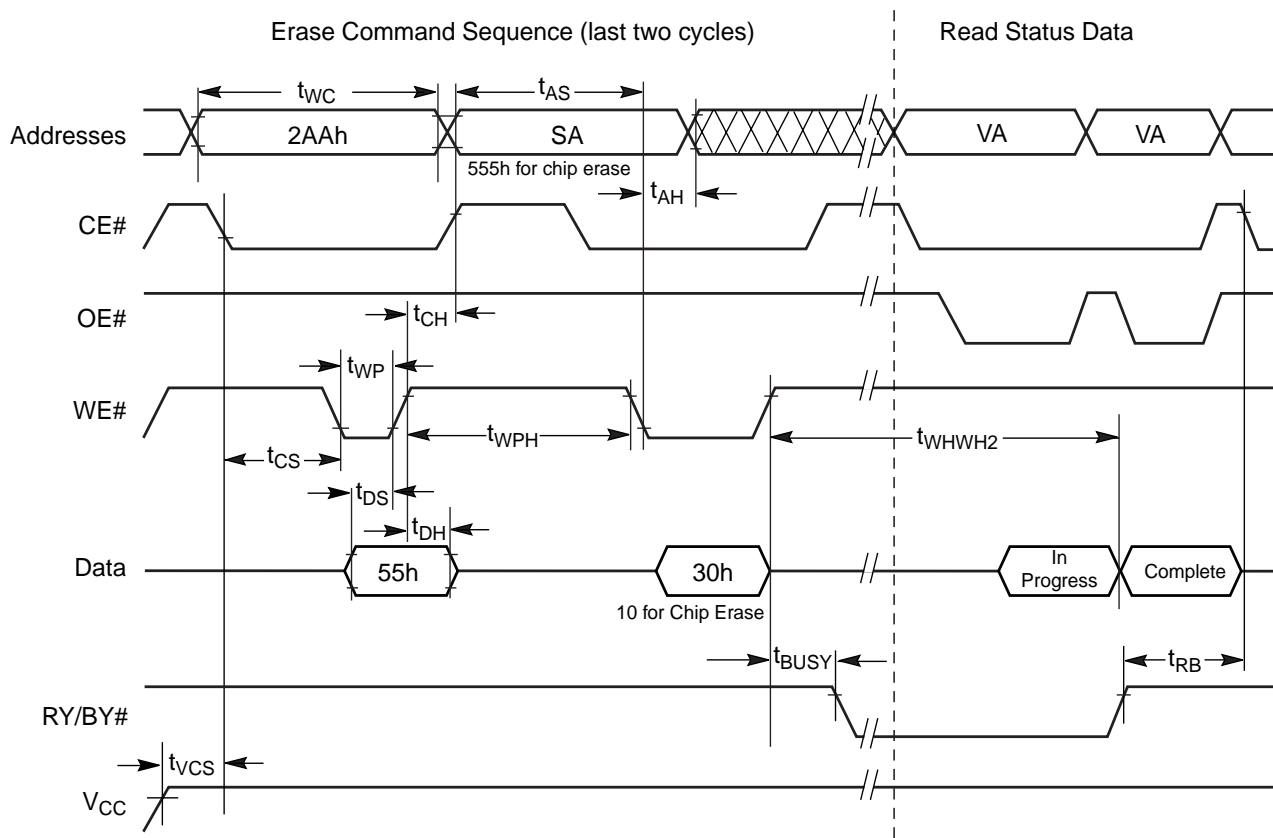 Erase Command Sequence (last two cycles)
Read Status Data
tWC
tAS
Addresses
2AAh
SA
VA
VA
555h for chip erase
tAH
CE#
OE#
tCH
tWP
WE#
tWPH
tWHWH2
tCS
tDS
tDH
Data
55h
30h
In
Progress
Complete
10 for Chip Erase
tBUSY
tRB
RY/BY#
tVCS
VCC